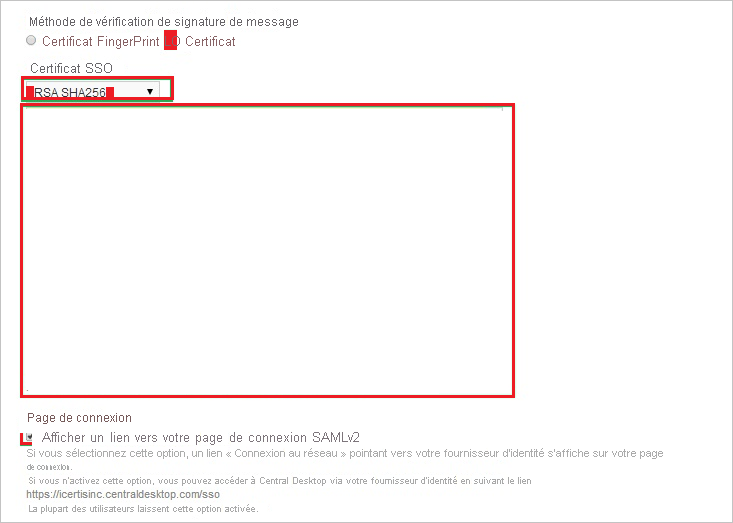 Méthode de vérification de signature de message
Certificat FingerPrint Certificat
Certificat SSO
RSA SHA256
Page de connexion
Afficher un lien vers votre page de connexion SAMLv2
Si vous sélectionnez cette option, un lien « Connexion au réseau » pointant vers votre fournisseur d'identité s'affiche sur votre page
de connexion.
Si vous n'activez cette option, vous pouvez accéder à Central Desktop via votre fournisseur d'identité en suivant le lien
https://icertisinc.centraldesktop.com/sso
La plupart des utilisateurs laissent cette option activée.